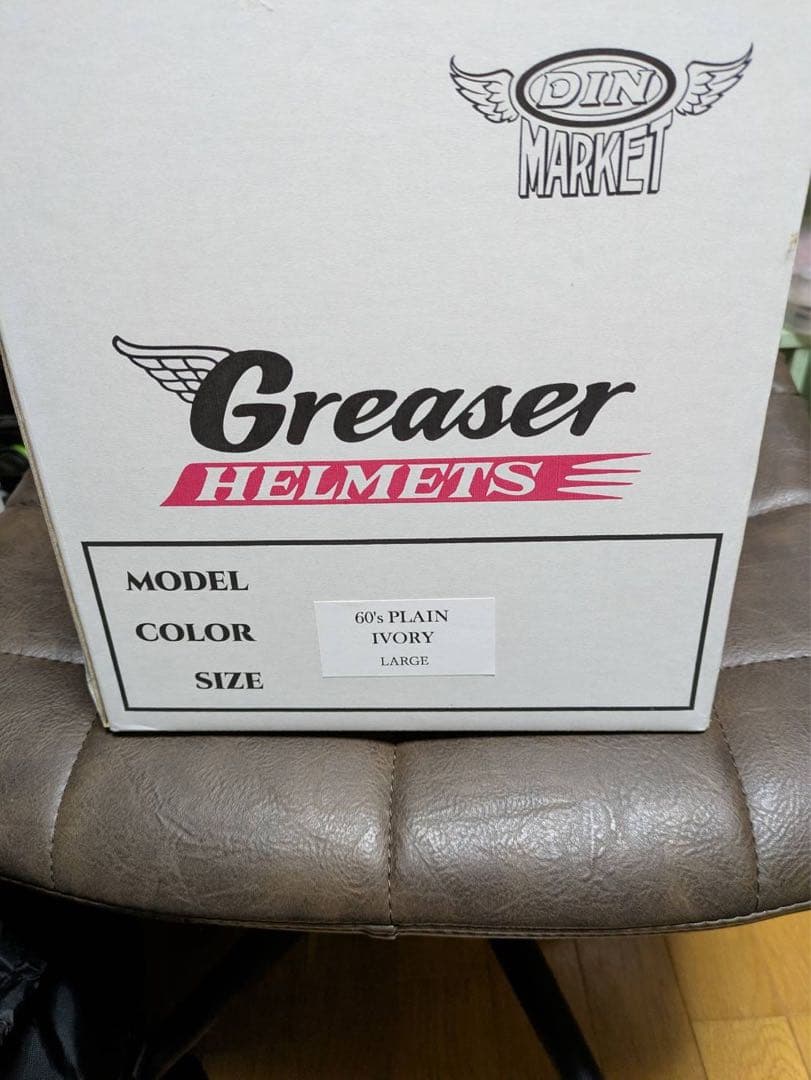 DIN
MARKET
Greaser
HELMETS
MODEL
COLOR
SIZE
60's PLAIN
IVORY
LARGE